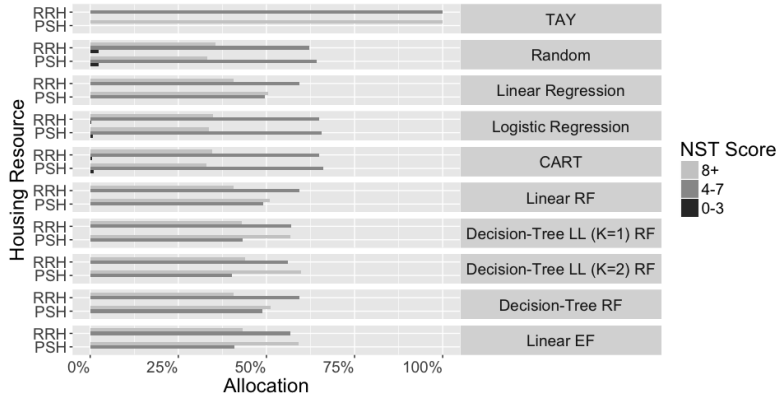 RRH
PSH
TAY
RRH
PSH
Random
RRH
PSH
Linear Regression
RRH
PSH
Logistic Regression
RRH
PSH
CART
RRH
PSH
Linear RF
RRH
PSH
Decision-Tree LL (K=1) RF
RRH
PSH
Decision-Tree LL (K=2) RF
RRH
PSH
Decision-Tree RF
RRH
PSH
Linear EF
0% 25% 50% 75% 100%
Allocation
Housing Resource
NST Score
8+
4-7
0-3